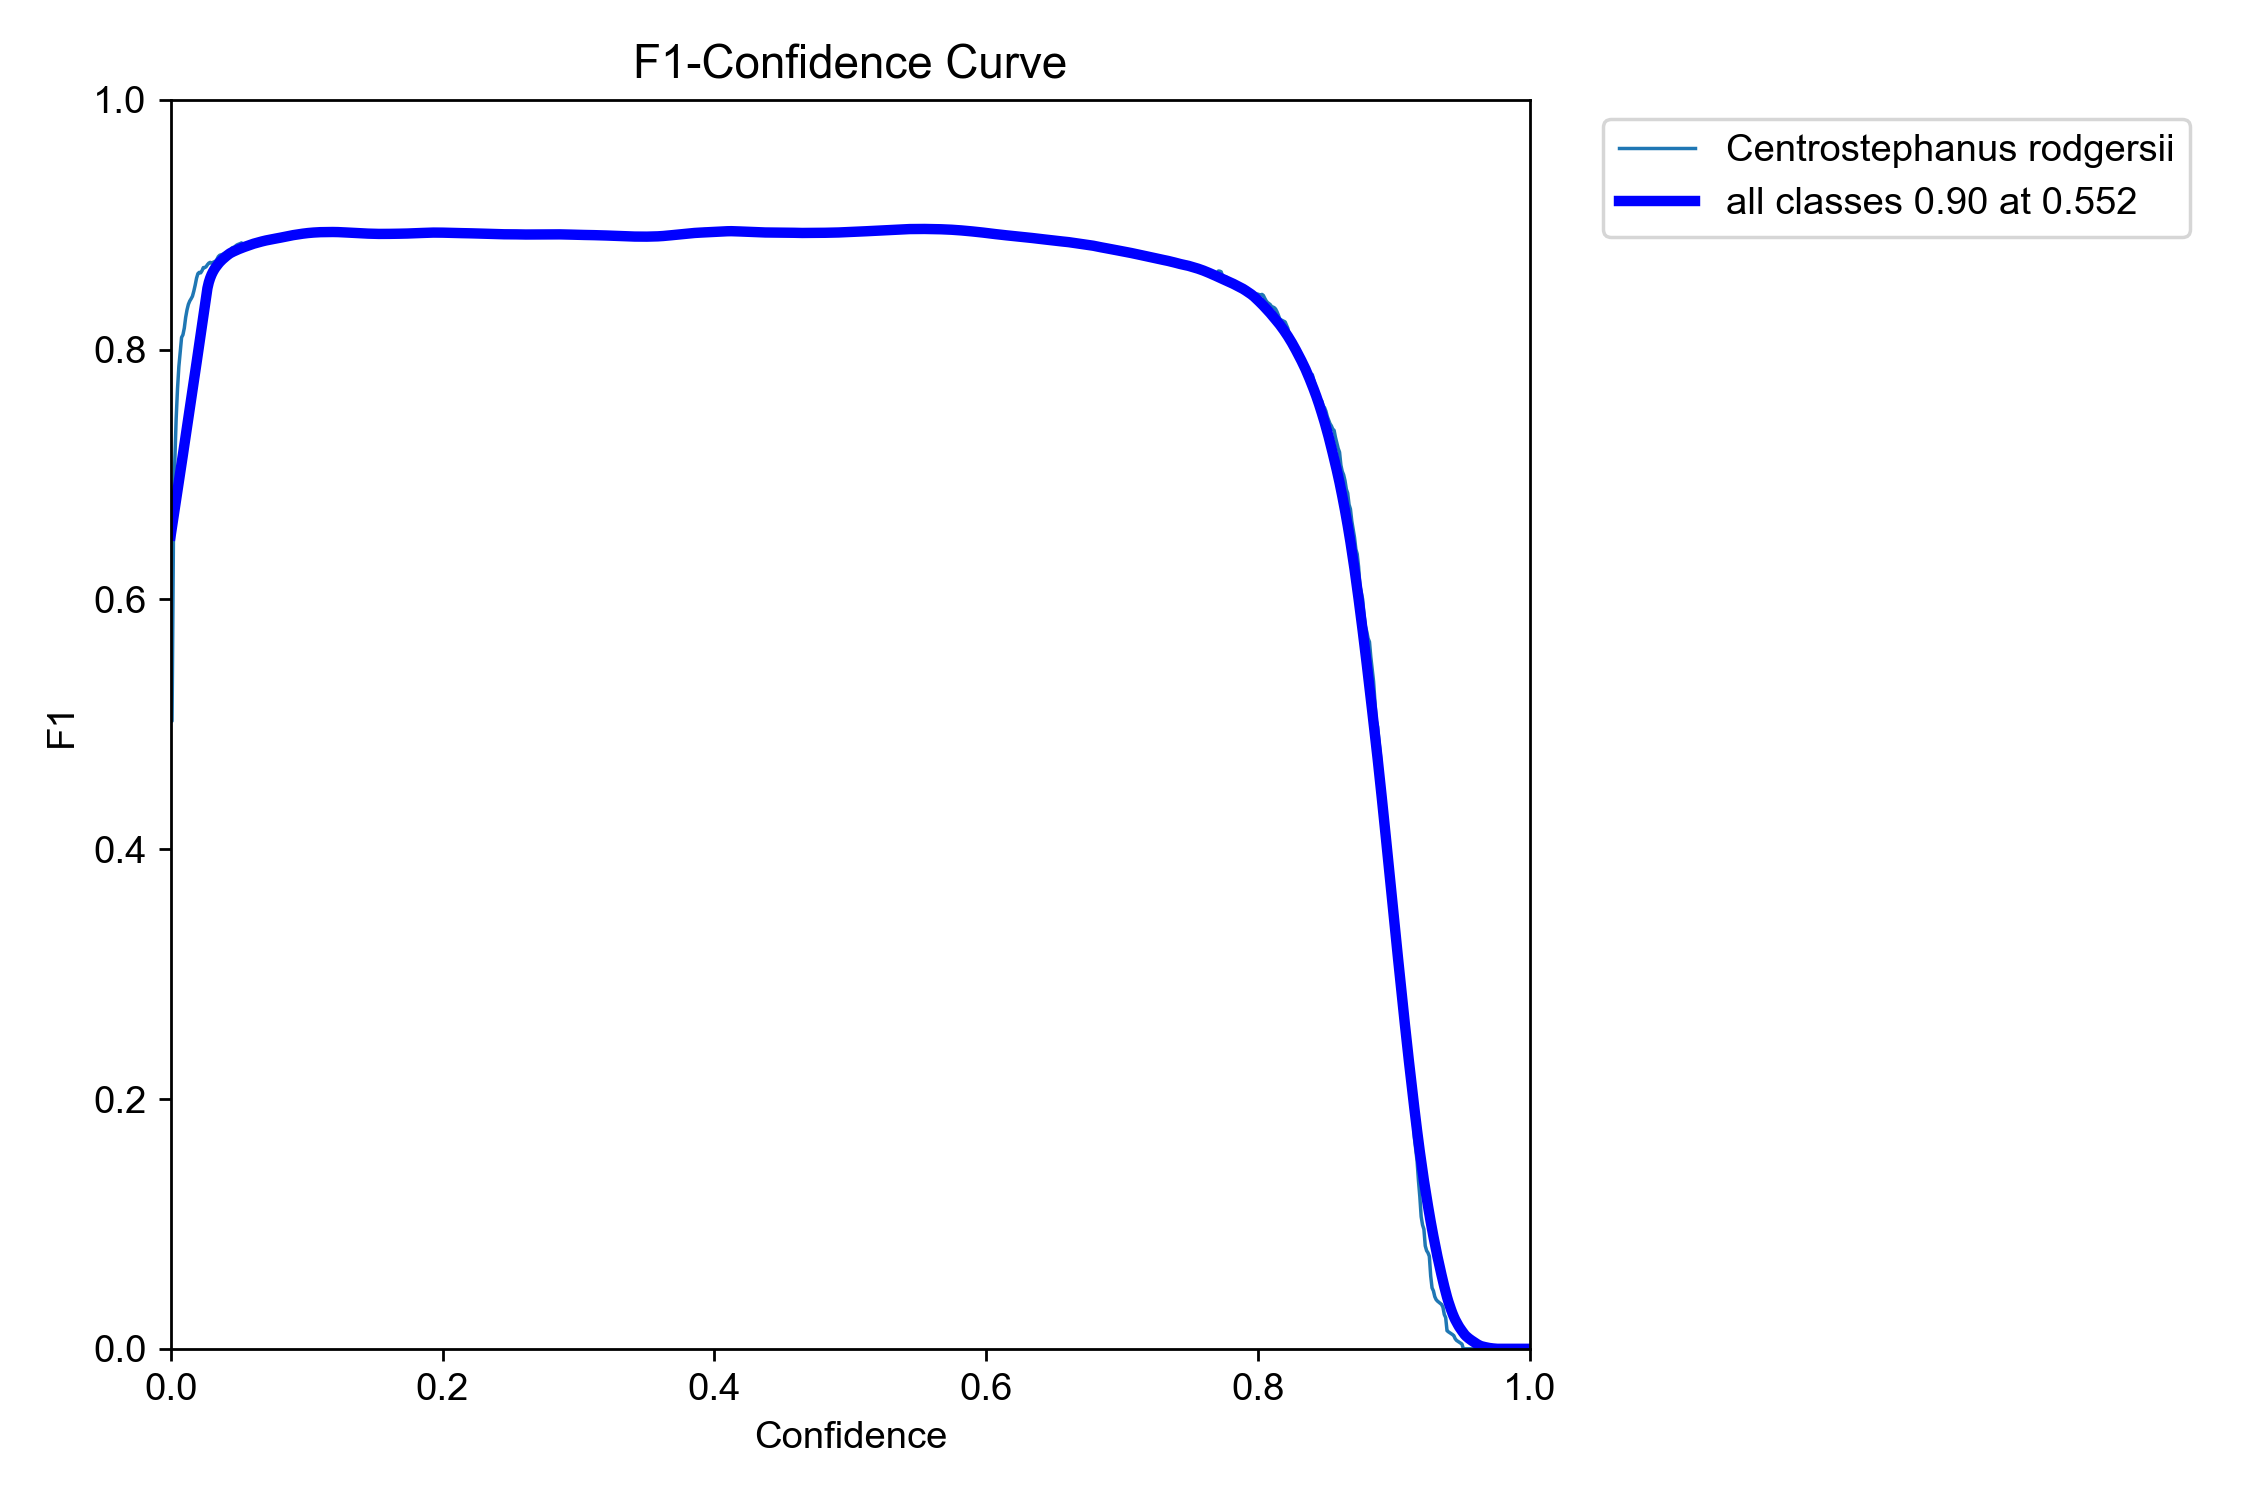 F1-Confidence Curve
1.0
0.8
0.6
0.4
0.2
0.0
F1
0.0 0.2 0.4 0.6 0.8 1.0
Confidence
Centrostephanus rodgersii
all classes 0.90 at 0.552